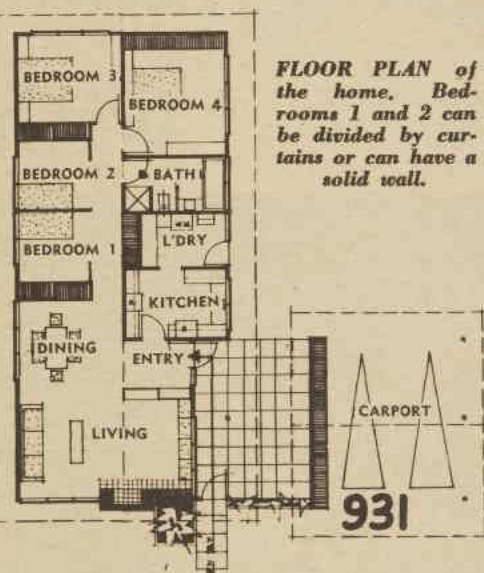 BEDROOM 3
BEDROOM 4
BEDROOM 2
BATH
BEDROOM 1
L'DRY
KITCHEN
DINING
ENTRY
LIVING
FLOOR PLAN of
the home. Bed-
rooms 1 and 2 can
be divided by cur-
tains or can have a
solid wall.
CARPORT
931